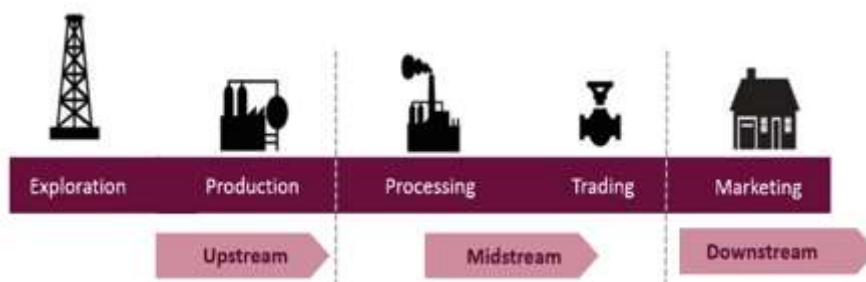 Exploration Production Processing Trading Marketing
Upstream Midstream Downstream